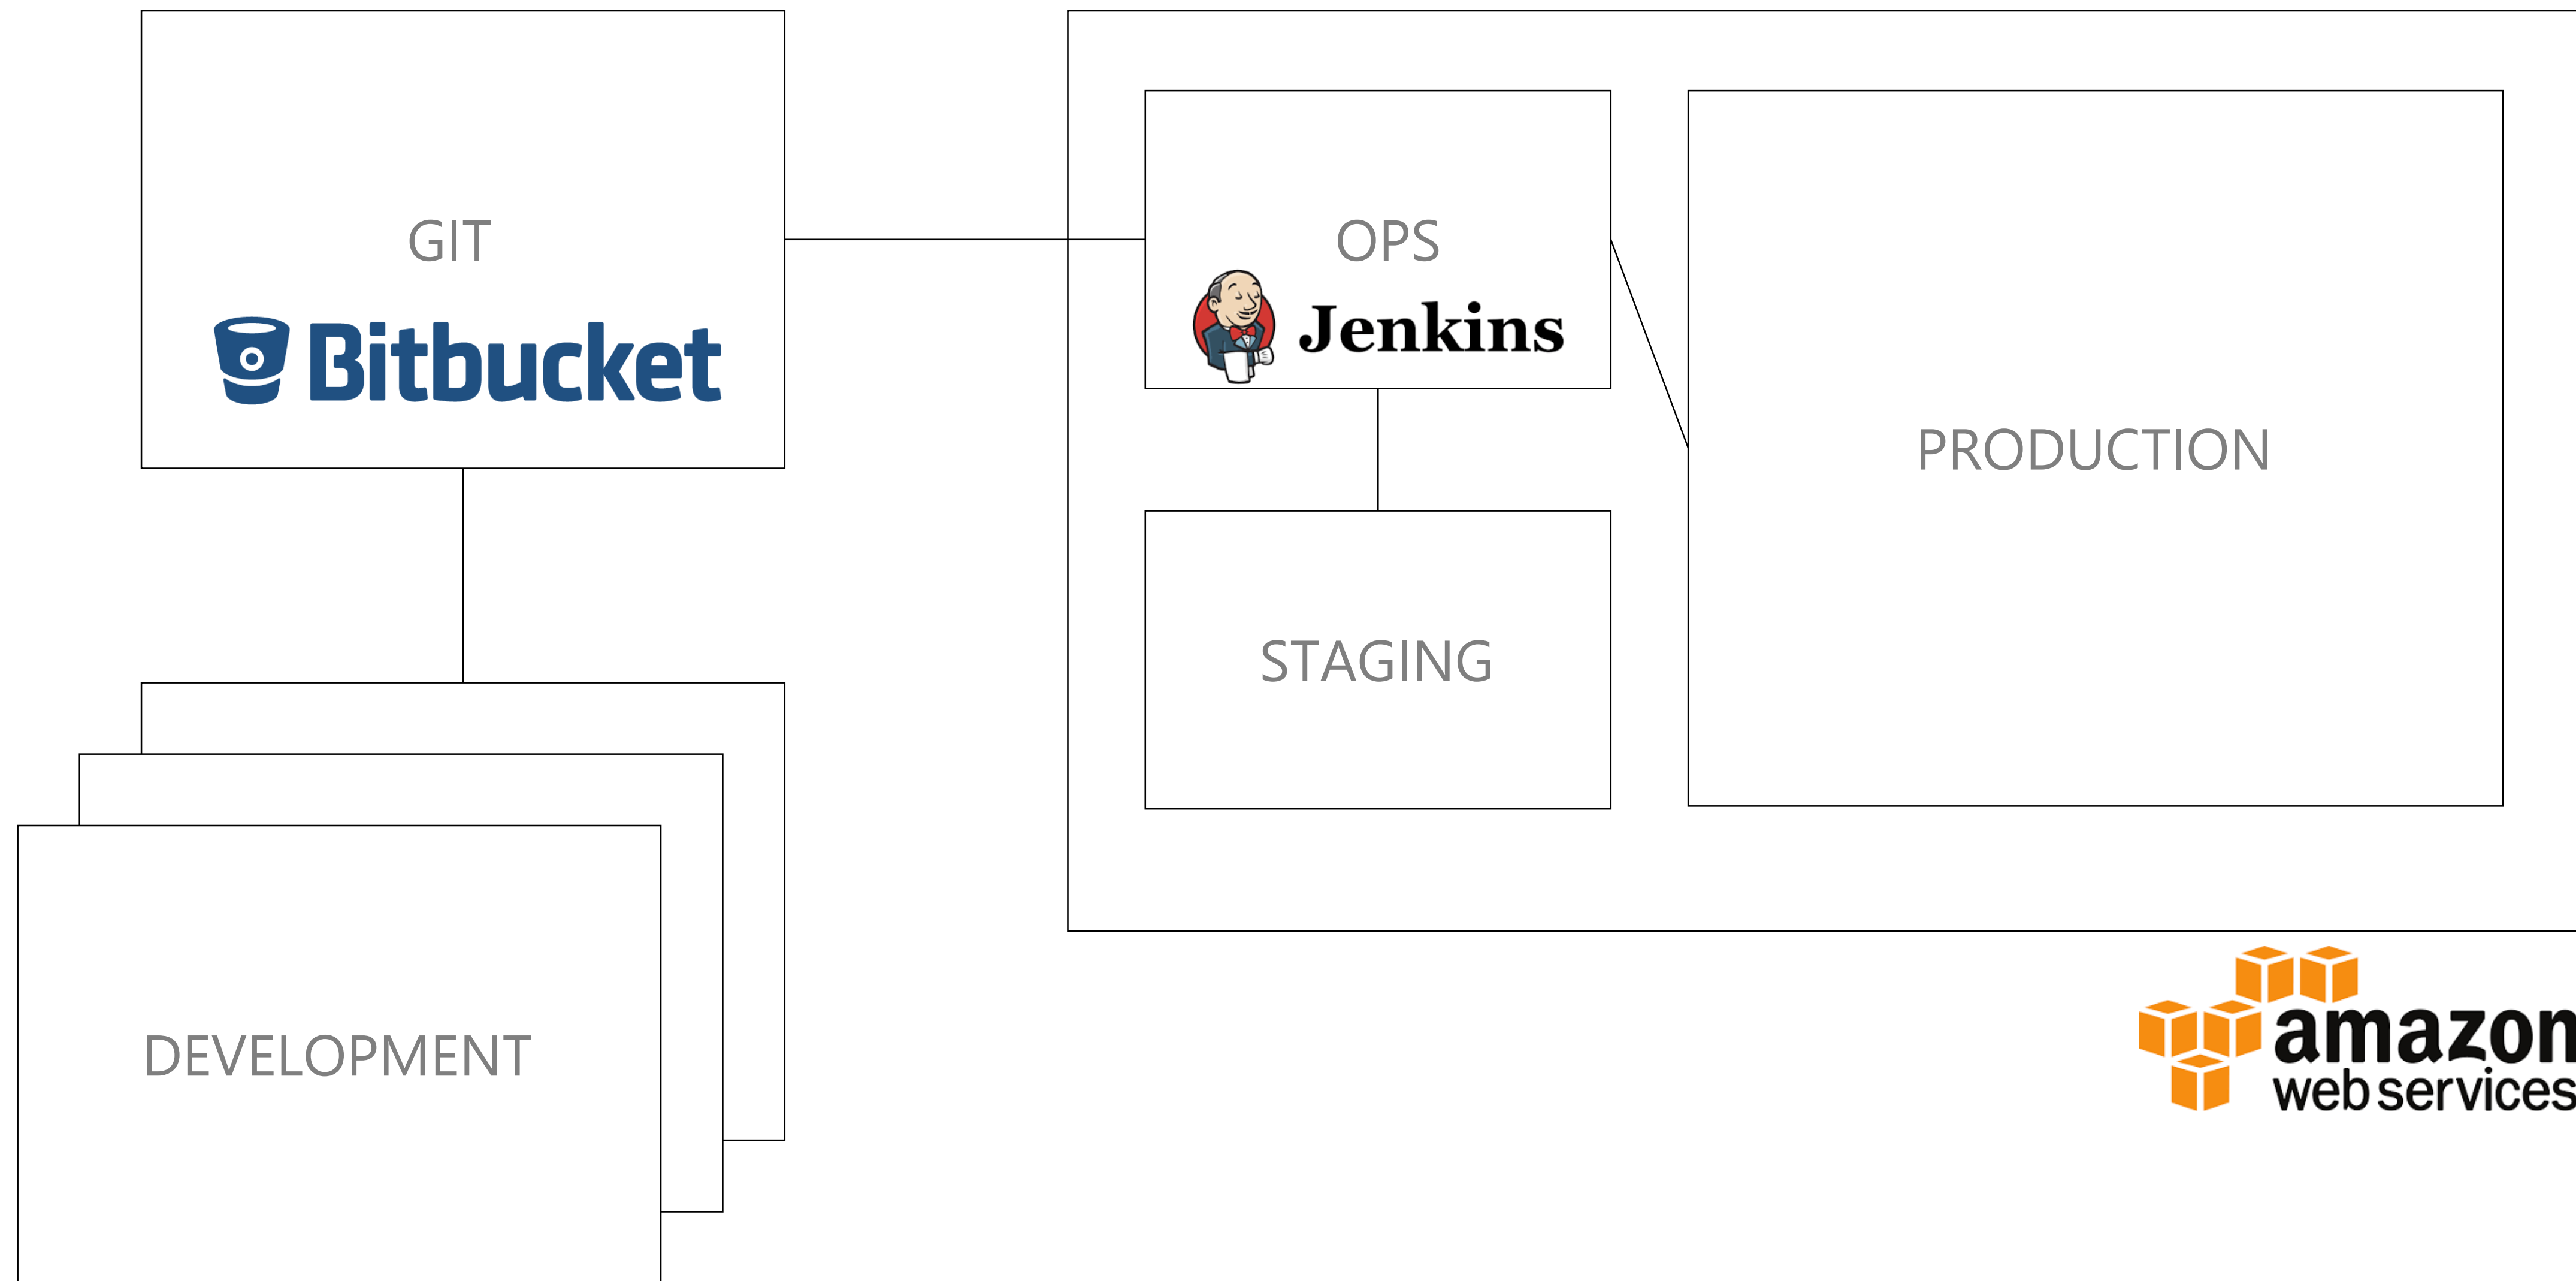 GIT
Bitbucket
OPS
Jenkins
PRODUCTION
STAGING
DEVELOPMENT
amazon
web services